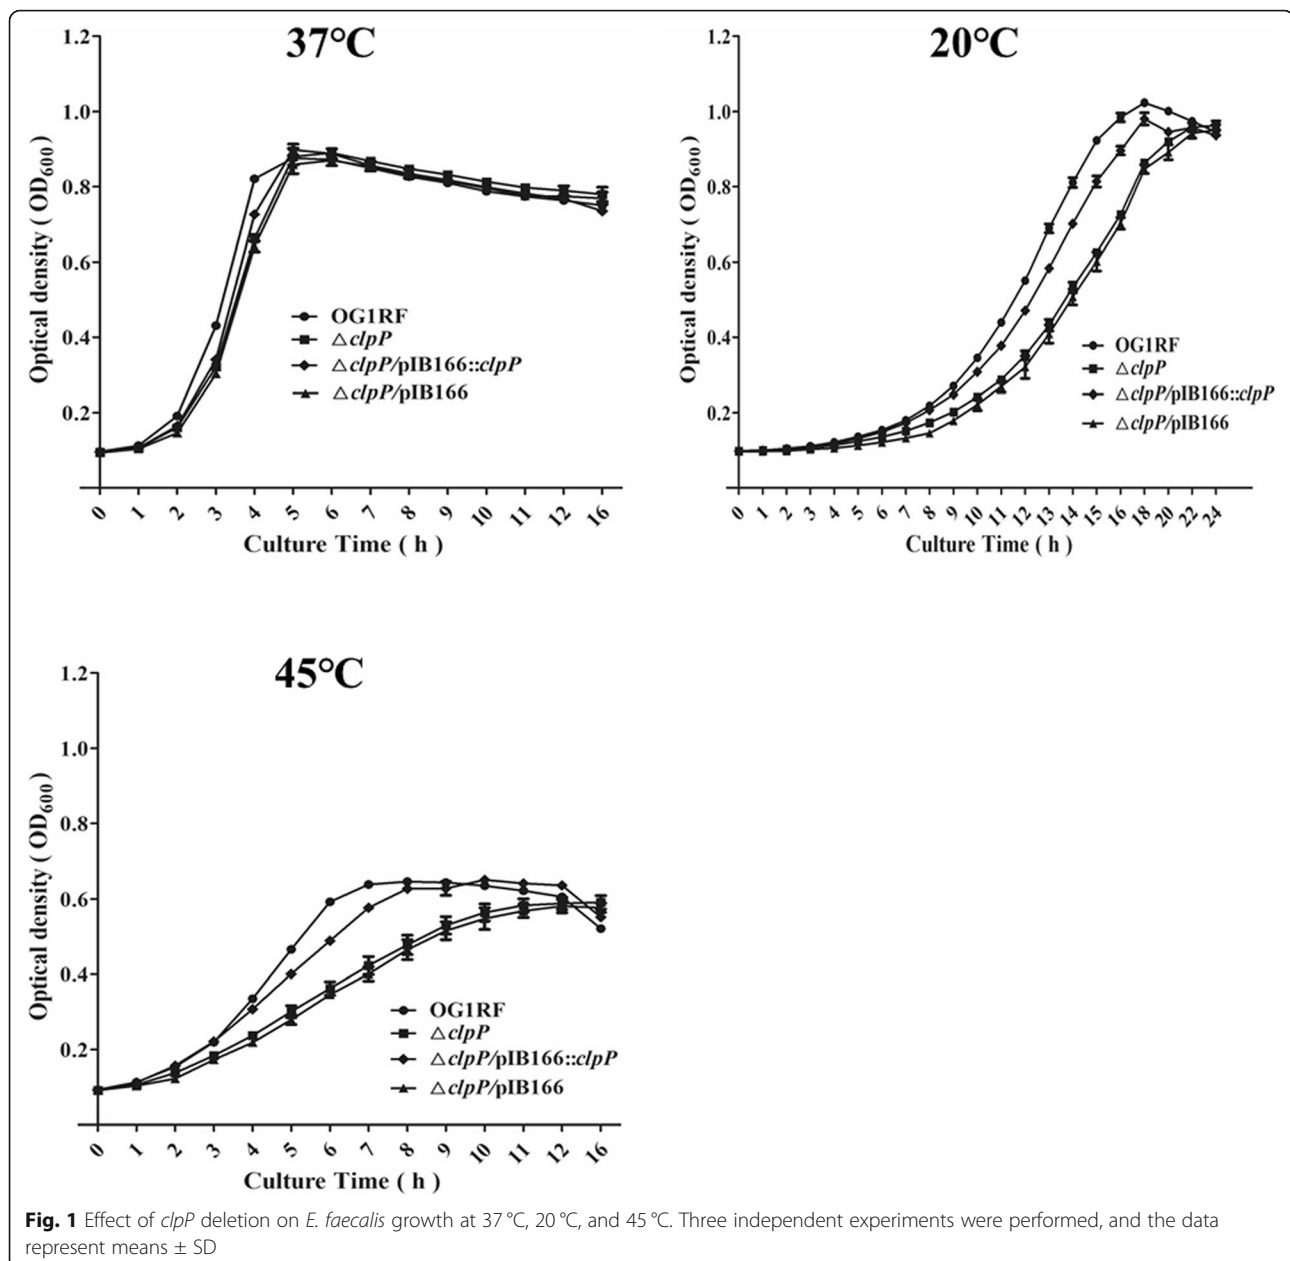 37°C
1.2
1.0
0.8
0.6
0.4
0.2
Optical density ( OD600 )
OG1RF
△clpP
△clpP/pIB166::clpP
△clpP/pIB166
0 1 2 3 4 5 6 7 8 9 10 11 12 16
Culture Time ( h )
20°C
1.2
1.0
0.8
0.6
0.4
0.2
Optical density ( OD600 )
OG1RF
△clpP
△clpP/pIB166::clpP
△clpP/pIB166
0 1 2 3 4 5 6 7 8 9 10 11 12 13 14 15 16 18 20 22 24
Culture Time ( h )
45°C
1.2
1.0
0.8
0.6
0.4
0.2
Optical density ( OD600 )
OG1RF
△clpP
△clpP/pIB166::clpP
△clpP/pIB166
0 1 2 3 4 5 6 7 8 9 10 11 12 16
Culture Time ( h )
Fig. 1 Effect of clpP deletion on E. faecalis growth at 37 °C, 20 °C, and 45 °C. Three independent experiments were performed, and the data
represent means ± SD